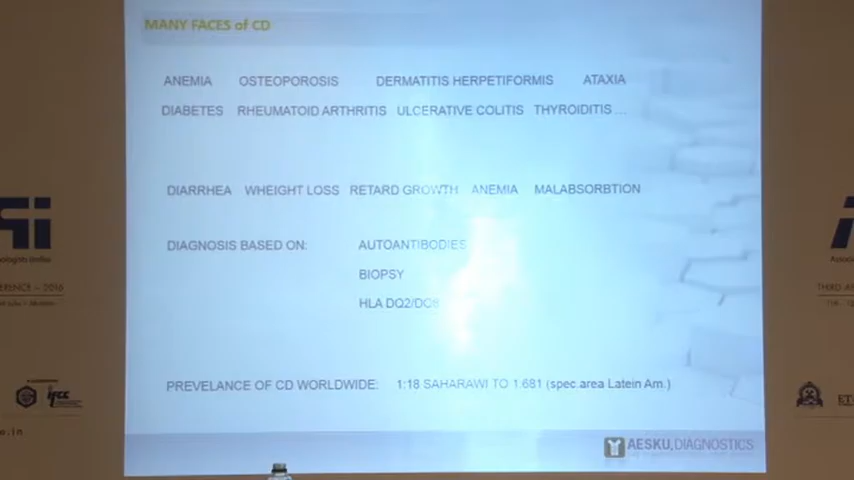 MANY FACES of CD
ANEMIA OSTEOPOROSIS DERMATITIS HERPETIFORMIS ATAXIA
DIABETES RHEUMATOID ARTHRITIS ULCERATIVE COLITIS THYROIDITIS ...
DIARRHEA WHEIGHT LOSS RETARD GROWTH ANEMIA MALABSORBTION
DIAGNOSIS BASED ON: AUTOANTIBODIES
BIOPSY
HLA DQ2/DQ8
PREVELANCE OF CD WORLDWIDE: 1:18 SAHARAWI TO 1:681 (spec.area Latein Am.)
AESKU.DIAGNOSTICS
2016
THIRD